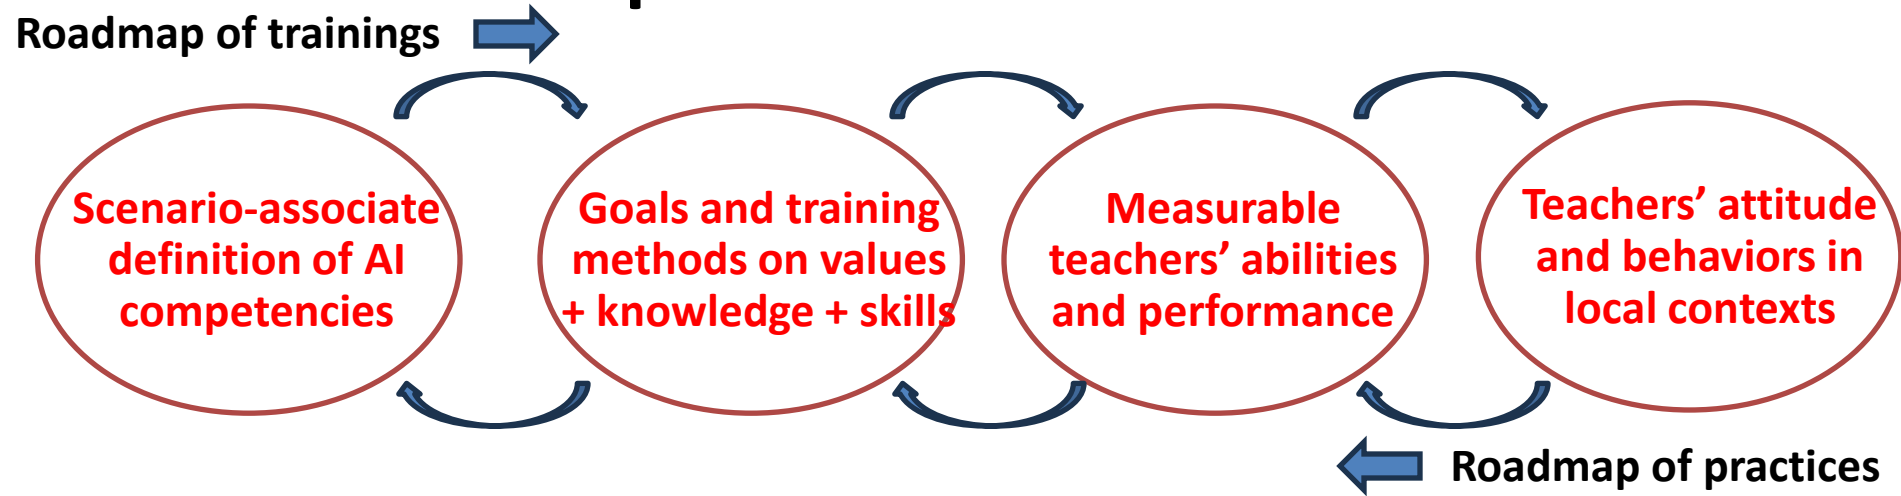 Roadmap of trainings
Scenario-associate
definition of AI
competencies
Goals and training
methods on values
+ knowledge + skills
Measurable
teachers’ abilities
and performance
Teachers’ attitude
and behaviors in
local contexts
Roadmap of practices